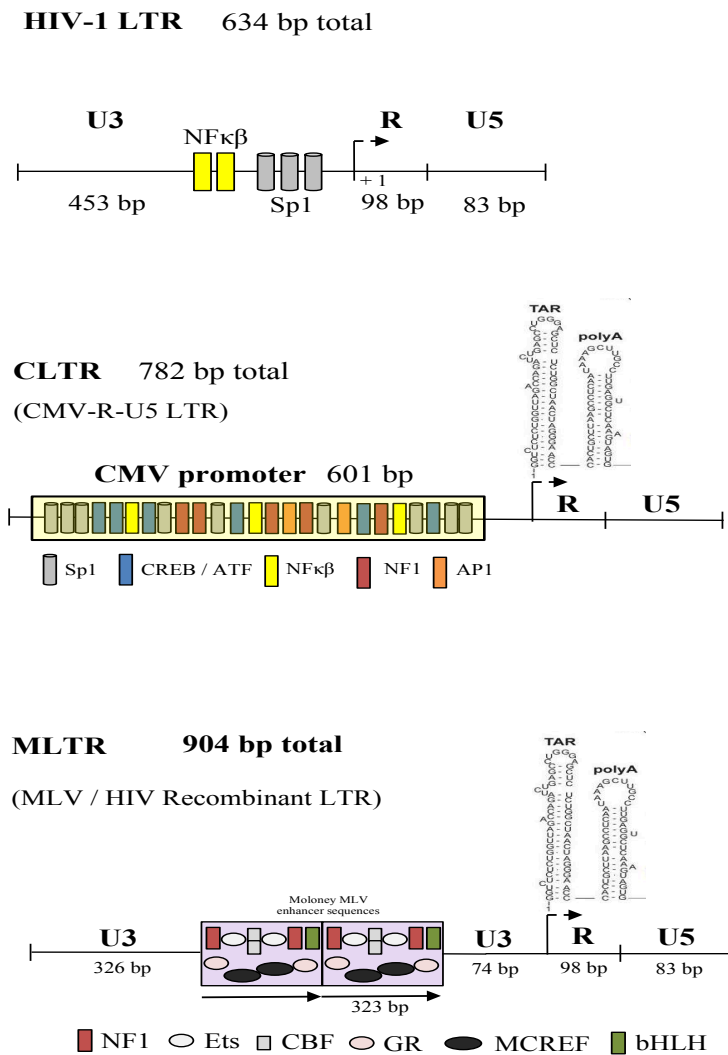 HIV-1 LTR 634 bp total
U3 NFκβ R U5
+ 1
453 bp Sp1 98 bp 83 bp
TAR
polyA
CLTR 782 bp total
(CMV-R-U5 LTR)
CMV promoter 601 bp
R U5
Sp1 CREB / ATF NFκβ NF1 AP1
TAR
polyA
MLTR 904 bp total
(MLV / HIV Recombinant LTR)
Moloney MLV
enhancer sequences
U3 U3 R U5
326 bp 74 bp 98 bp 83 bp
323 bp
NF1 Ets CBF GR MCREF bHLH